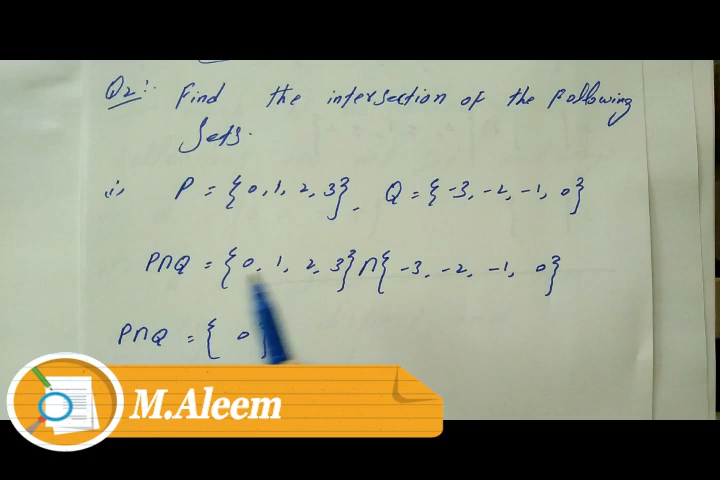 Q2:- Find the intersection of the following
Sets.
i, P = {0, 1, 2, 3}, Q = {-3, -2, -1, 0}
P∩Q = {0, 1, 2, 3} ∩ {-3, -2, -1, 0}
P∩Q = { 0 }
M.Aleem